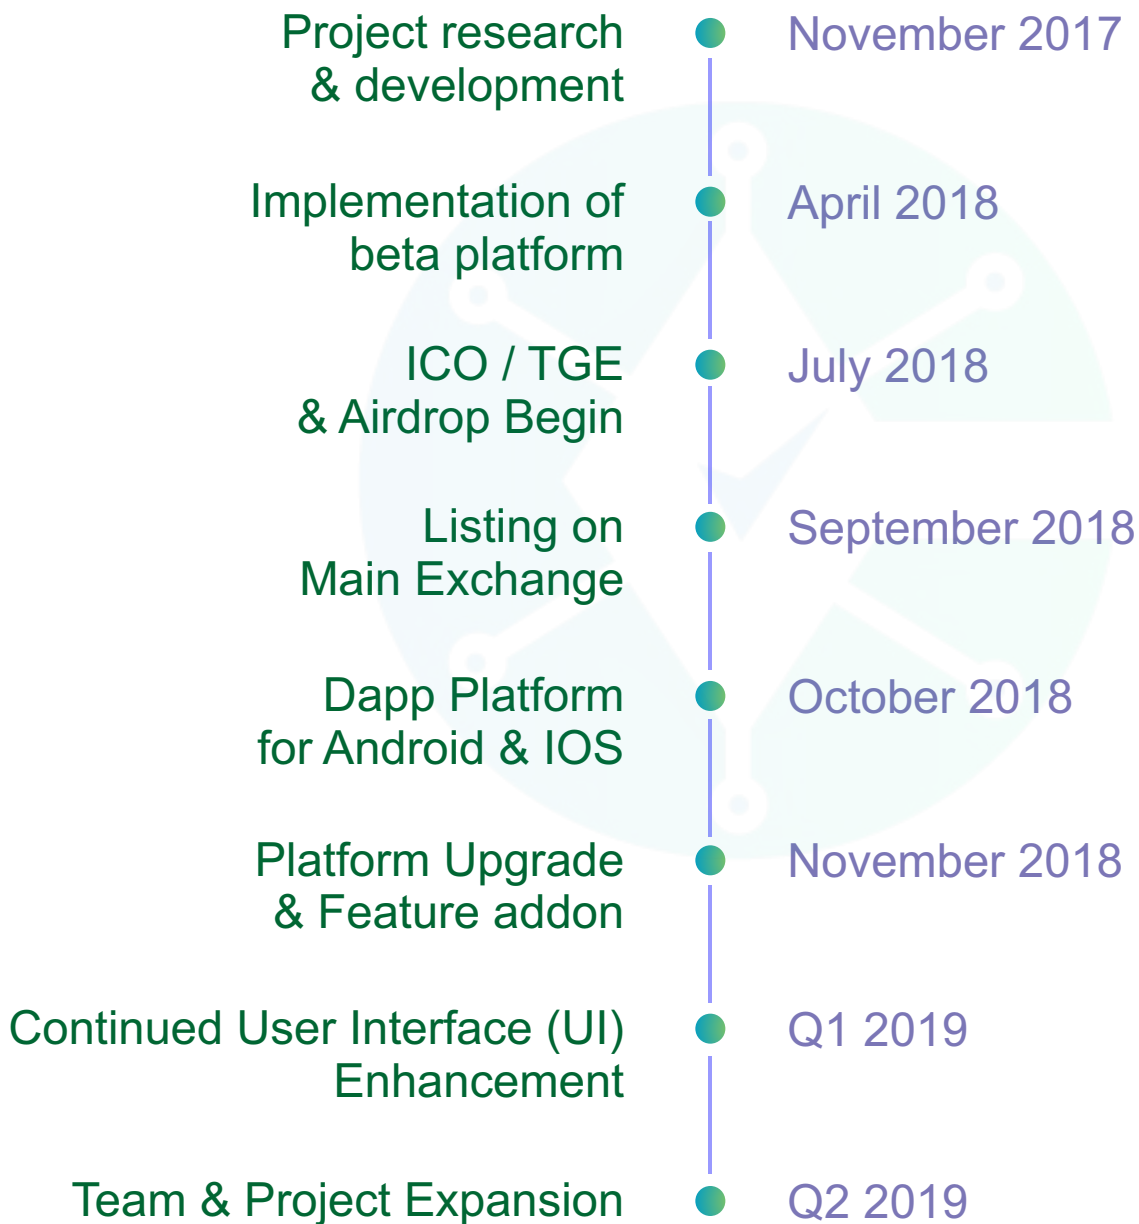 Project research
& development
November 2017
Implementation of
beta platform
April 2018
ICO / TGE
& Airdrop Begin
July 2018
Listing on
Main Exchange
September 2018
Dapp Platform
for Android & IOS
October 2018
Platform Upgrade
& Feature addon
November 2018
Continued User Interface (UI)
Enhancement
Q1 2019
Team & Project Expansion
Q2 2019